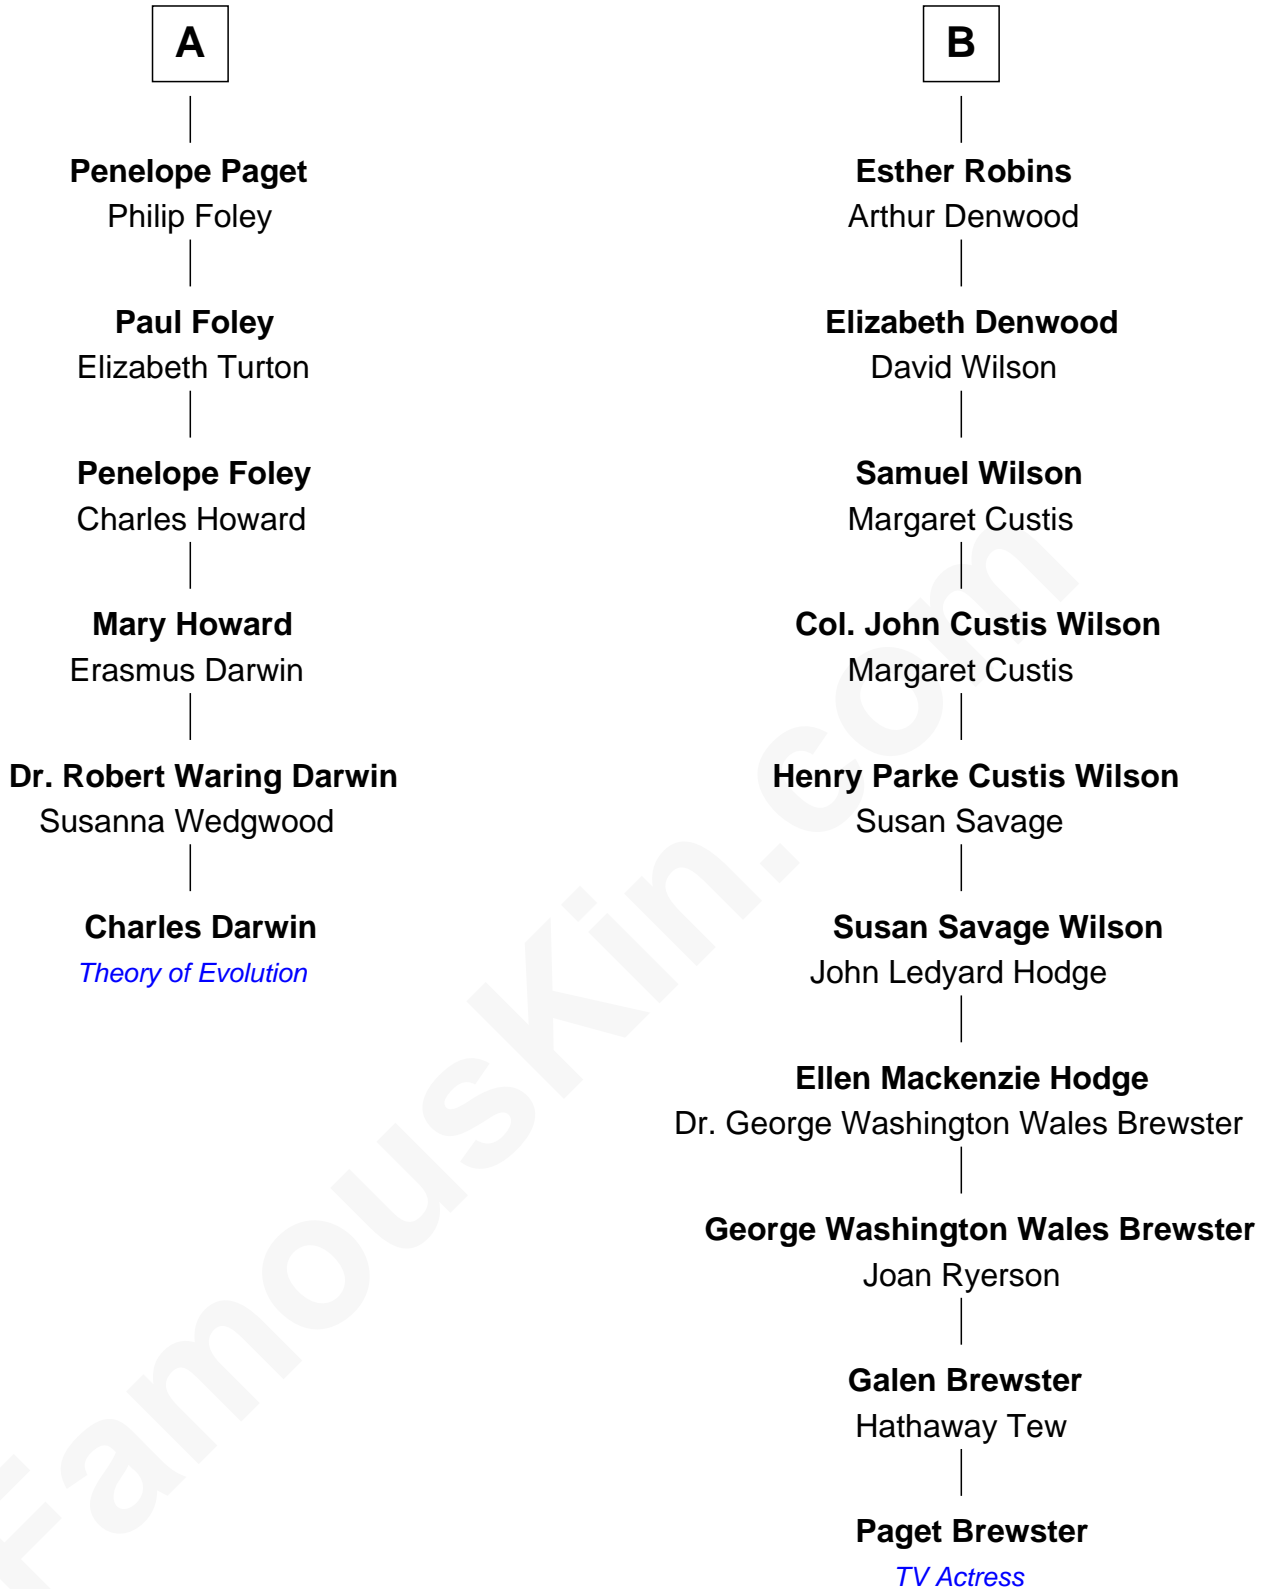 A
Penelope Paget
Philip Foley
Paul Foley
Elizabeth Turton
Penelope Foley
Charles Howard
Mary Howard
Erasmus Darwin
Dr. Robert Waring Darwin
Susanna Wedgwood
Charles Darwin
Theory of Evolution
B
Esther Robins
Arthur Denwood
Elizabeth Denwood
David Wilson
Samuel Wilson
Margaret Custis
Col. John Custis Wilson
Margaret Custis
Henry Parke Custis Wilson
Susan Savage
Susan Savage Wilson
John Ledyard Hodge
Ellen Mackenzie Hodge
Dr. George Washington Wales Brewster
George Washington Wales Brewster
Joan Ryerson
Galen Brewster
Hathaway Tew
Paget Brewster
TV Actress
FamousKin.com